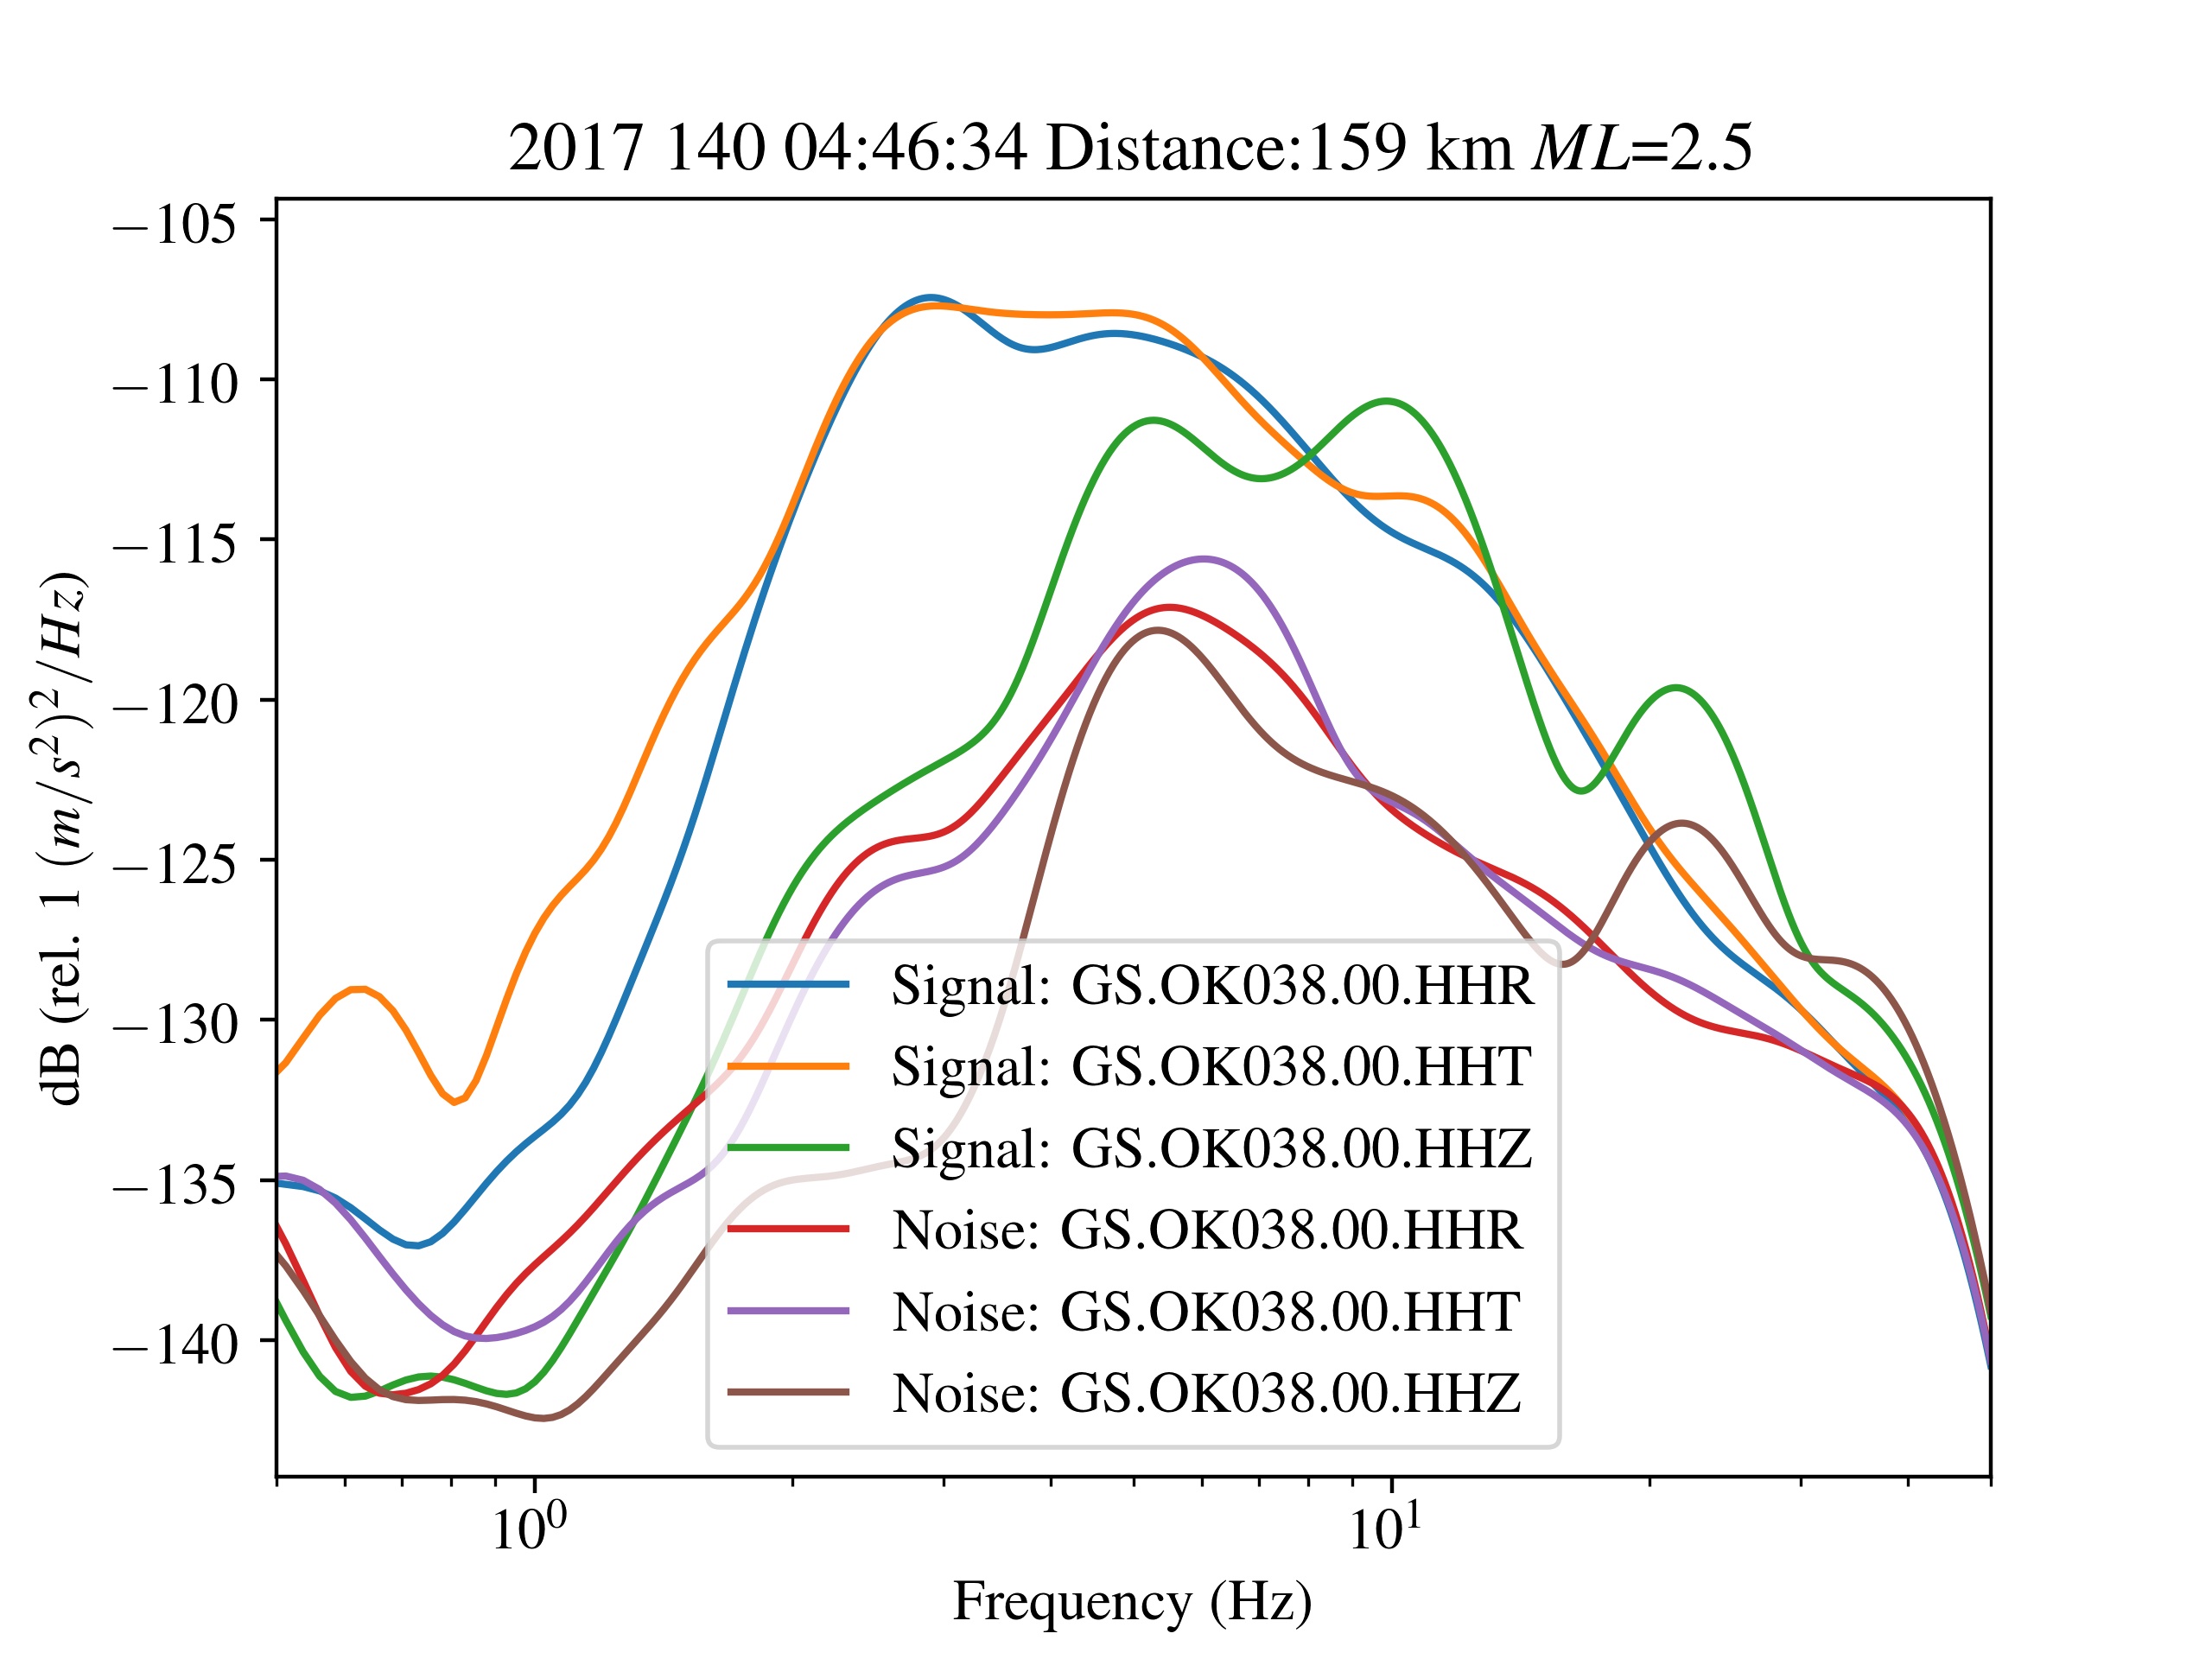 2017 140 04:46:34 Distance:159 km ML=2.5
dB (rel. 1 (m/s²)²/Hz)
−105
−110
−115
−120
−125
−130
−135
−140
Signal: GS.OK038.00.HHR
Signal: GS.OK038.00.HHT
Signal: GS.OK038.00.HHZ
Noise: GS.OK038.00.HHR
Noise: GS.OK038.00.HHT
Noise: GS.OK038.00.HHZ
10⁰
10¹
Frequency (Hz)